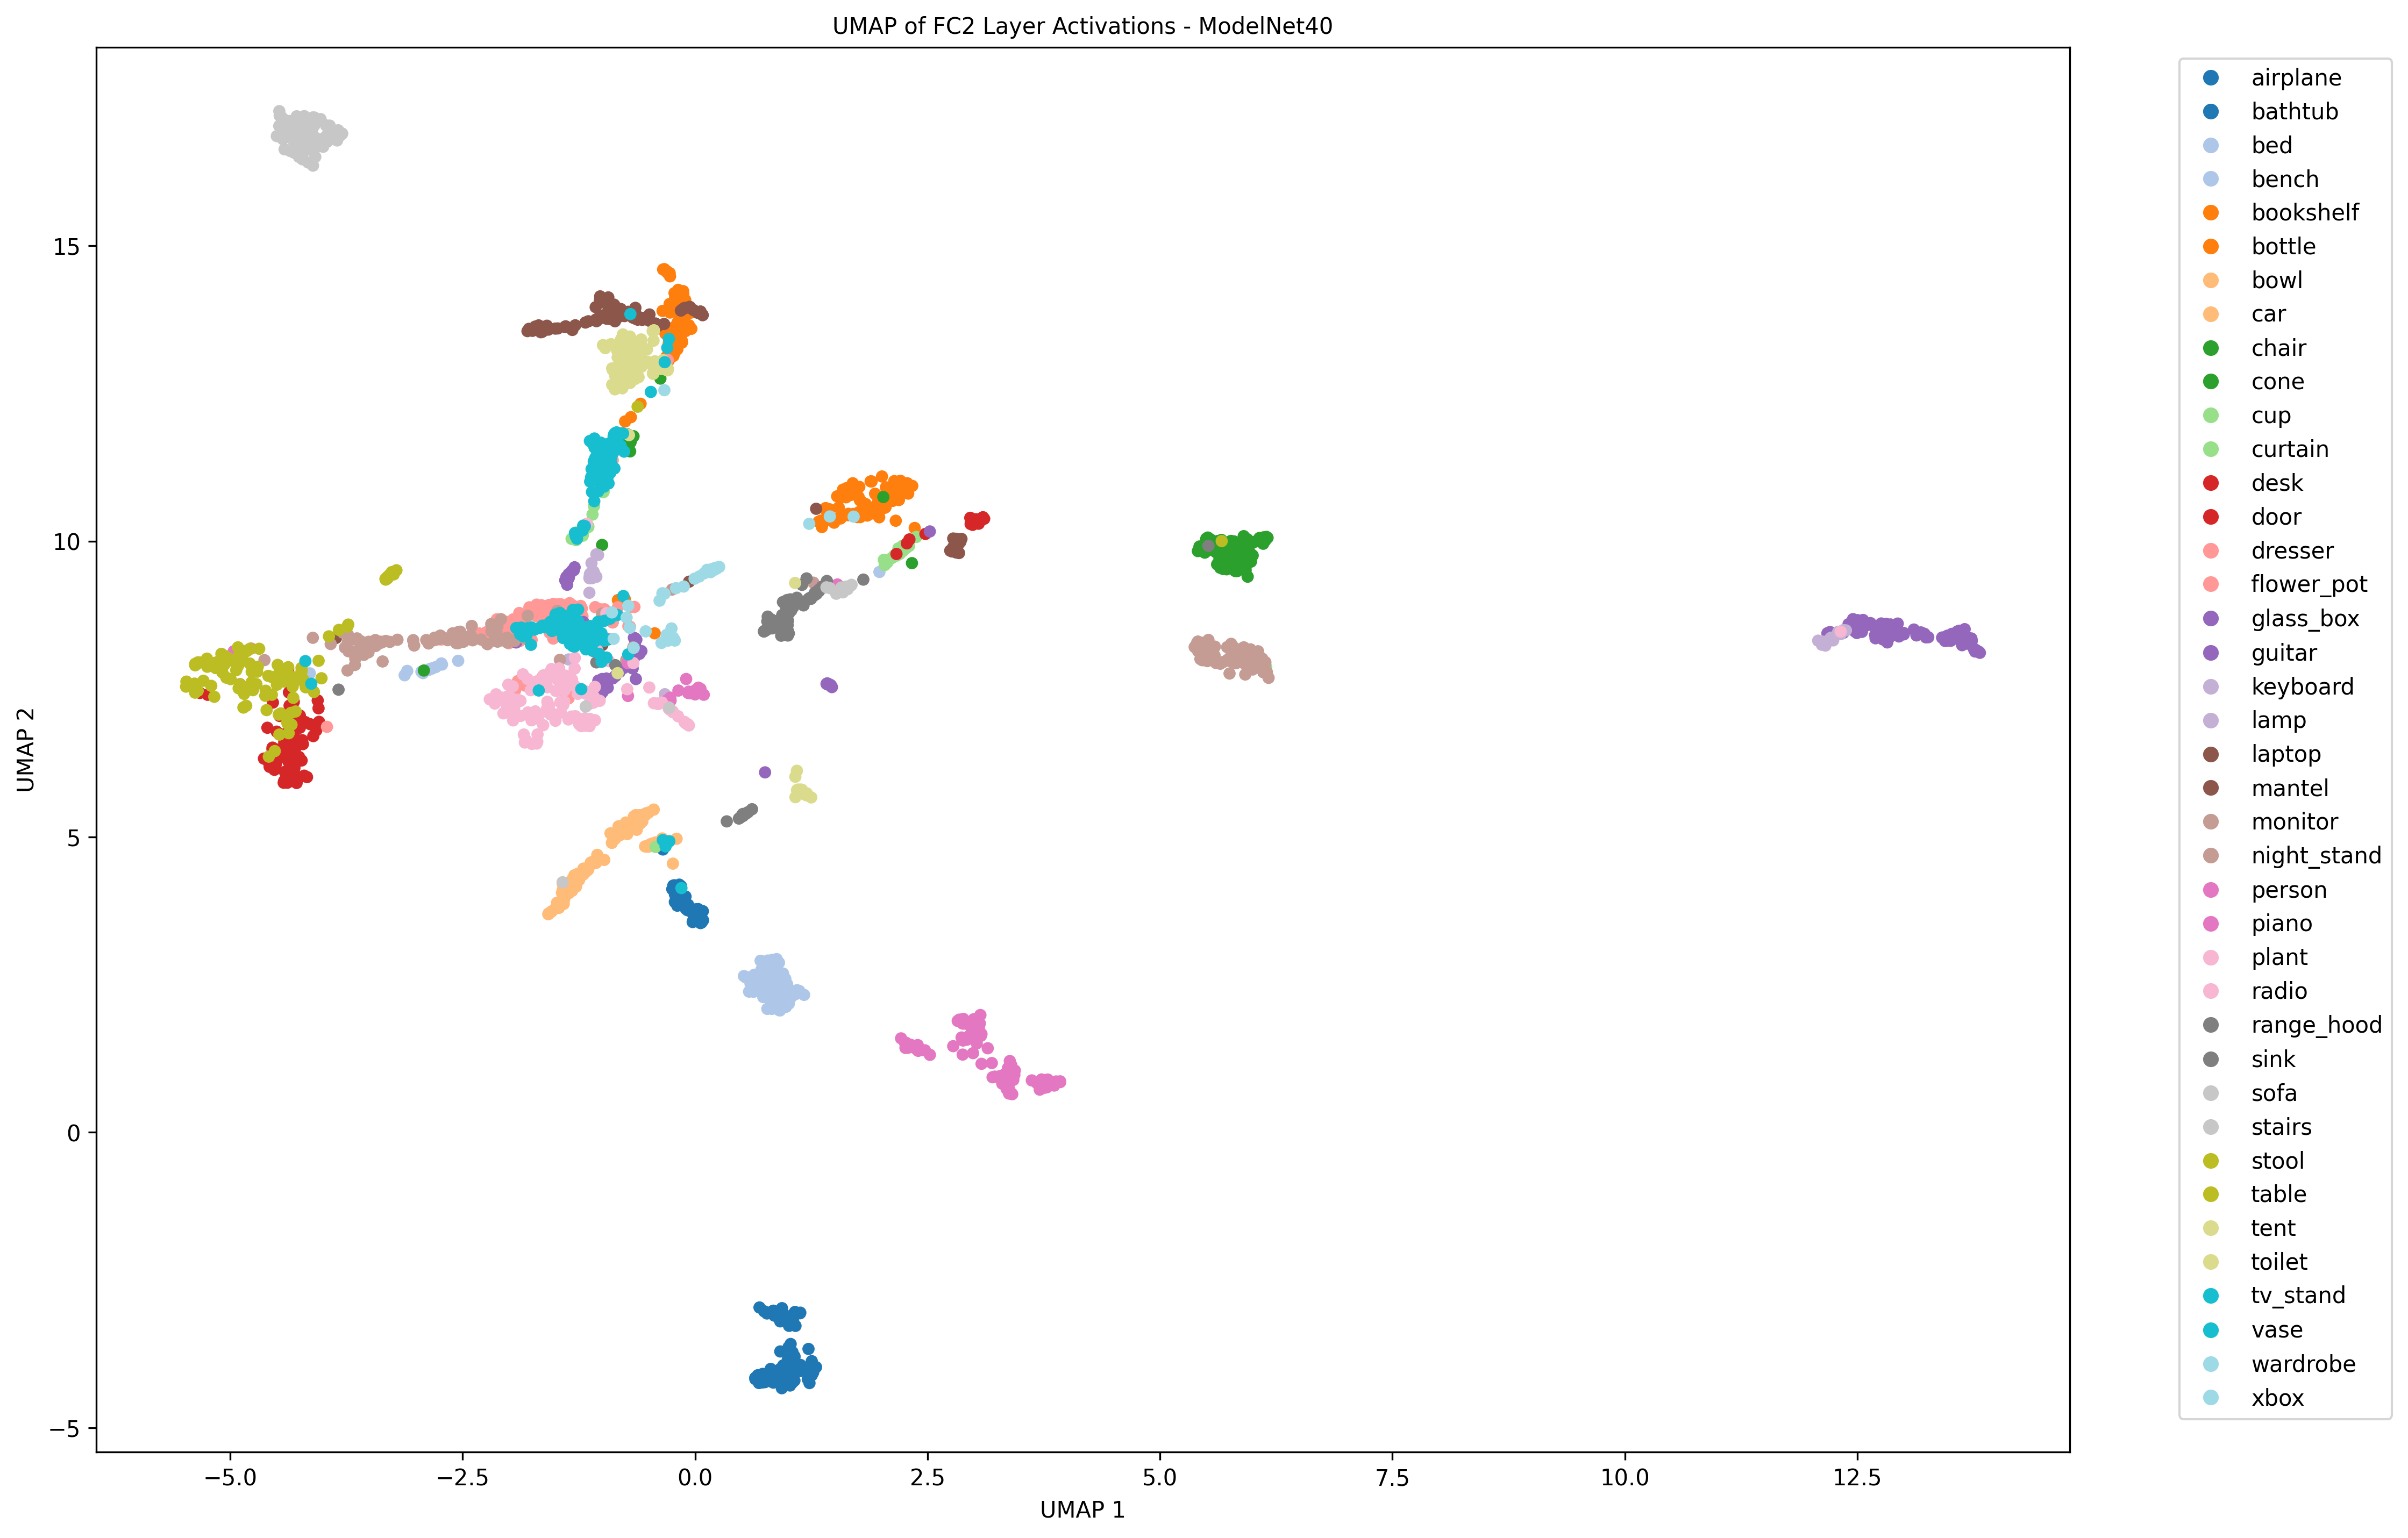 UMAP of FC2 Layer Activations - ModelNet40
15
10
5
0
−5
UMAP 2
−5.0
−2.5
0.0
2.5
5.0
7.5
10.0
12.5
UMAP 1
airplane
bathtub
bed
bench
bookshelf
bottle
bowl
car
chair
cone
cup
curtain
desk
door
dresser
flower_pot
glass_box
guitar
keyboard
lamp
laptop
mantel
monitor
night_stand
person
piano
plant
radio
range_hood
sink
sofa
stairs
stool
table
tent
toilet
tv_stand
vase
wardrobe
xbox